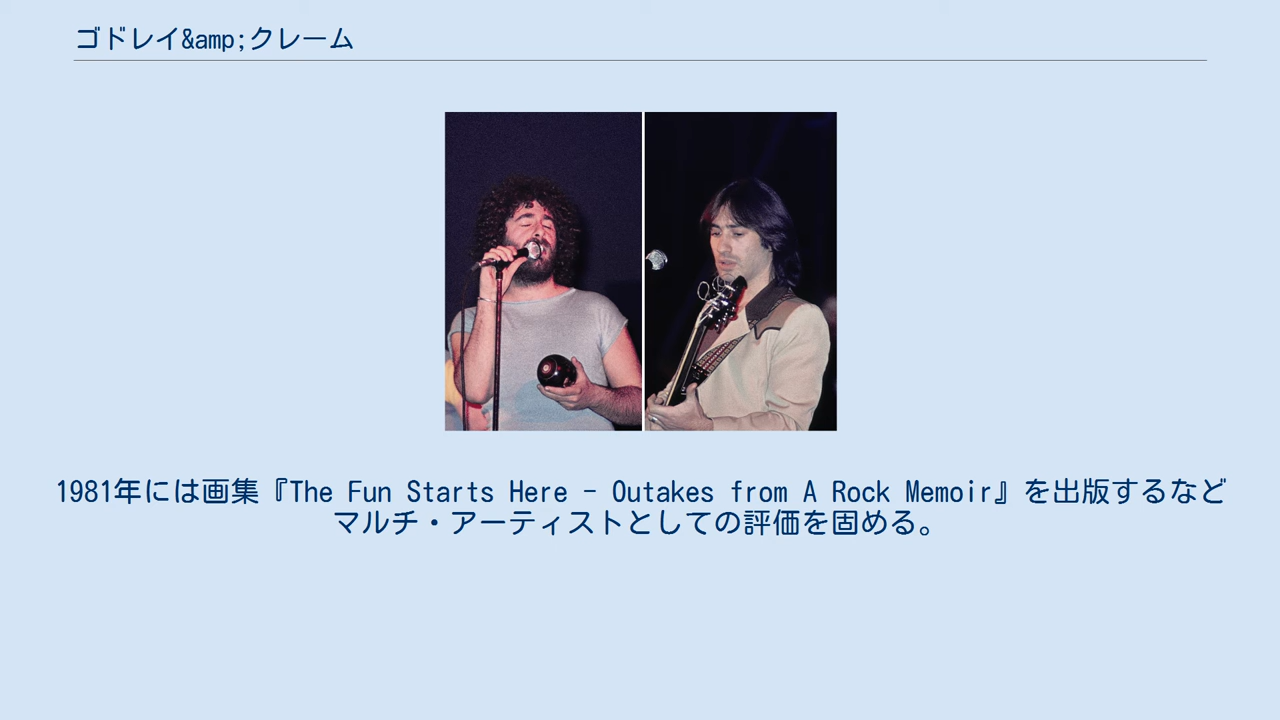 ゴドレイ&amp;クレーム
1981年には画集『The Fun Starts Here - Outakes from A Rock Memoir』を出版するなど
マルチ・アーティストとしての評価を固める。